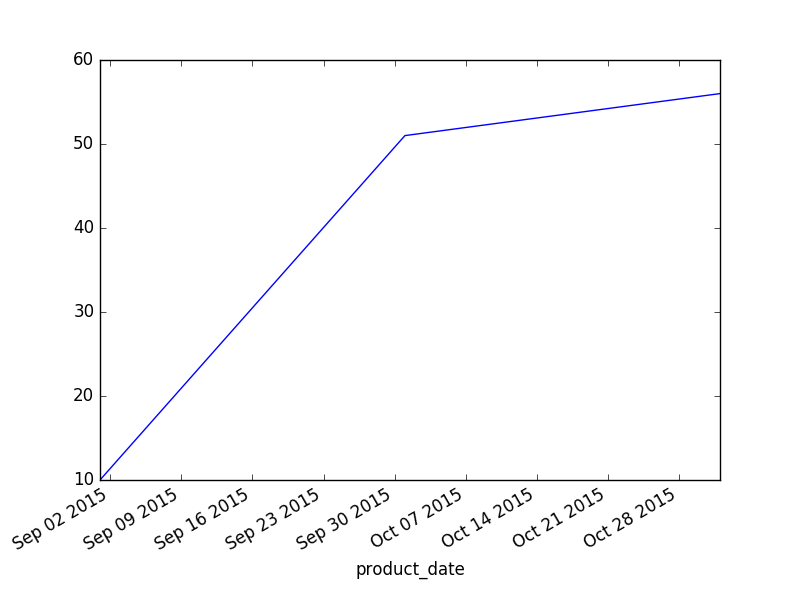 60
50
40
30
20
10
Sep 02 2015
Sep 09 2015
Sep 16 2015
Sep 23 2015
Sep 30 2015
Oct 07 2015
Oct 14 2015
Oct 21 2015
Oct 28 2015
product_date